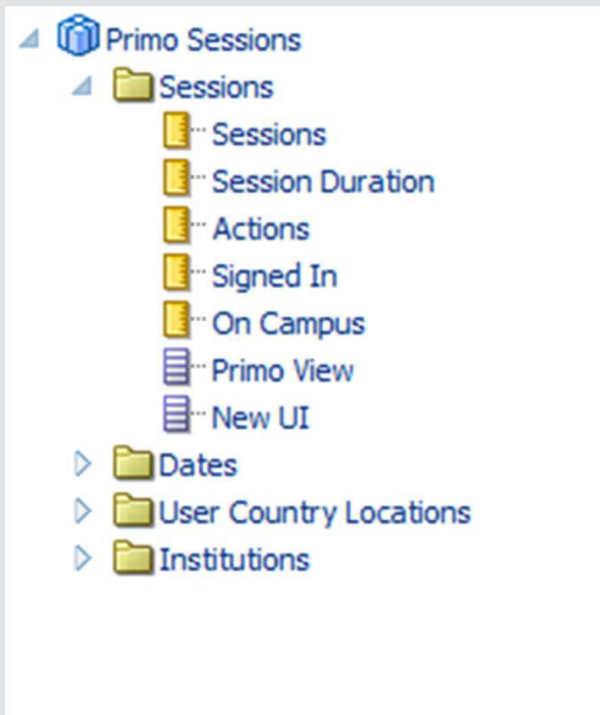 Primo Sessions
Sessions
Sessions
Session Duration
Actions
Signed In
On Campus
Primo View
New UI
Dates
User Country Locations
Institutions